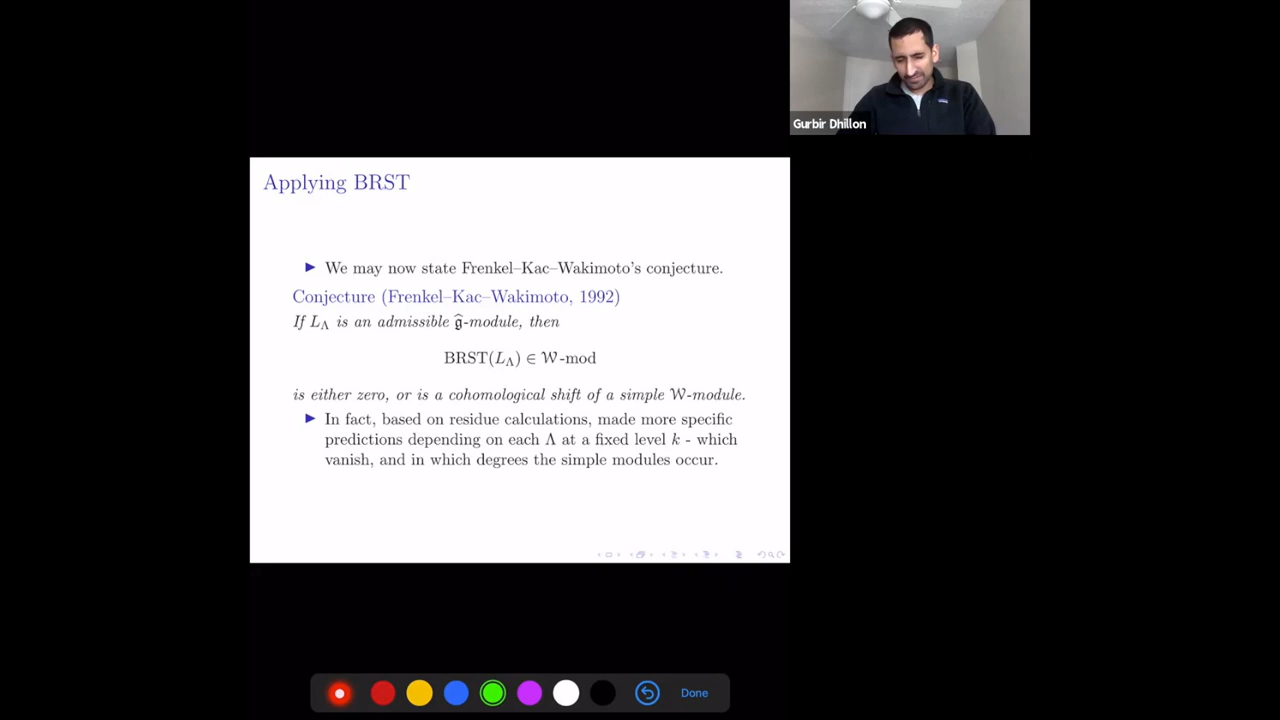 Gurbir Dhillon
Applying BRST
▶ We may now state Frenkel–Kac–Wakimoto's conjecture.
Conjecture (Frenkel–Kac–Wakimoto, 1992)
If L_Λ is an admissible 𝔤̂-module, then
BRST(L_Λ) ∈ 𝒲-mod
is either zero, or is a cohomological shift of a simple 𝒲-module.
▶ In fact, based on residue calculations, made more specific
predictions depending on each Λ at a fixed level k - which
vanish, and in which degrees the simple modules occur.
Done